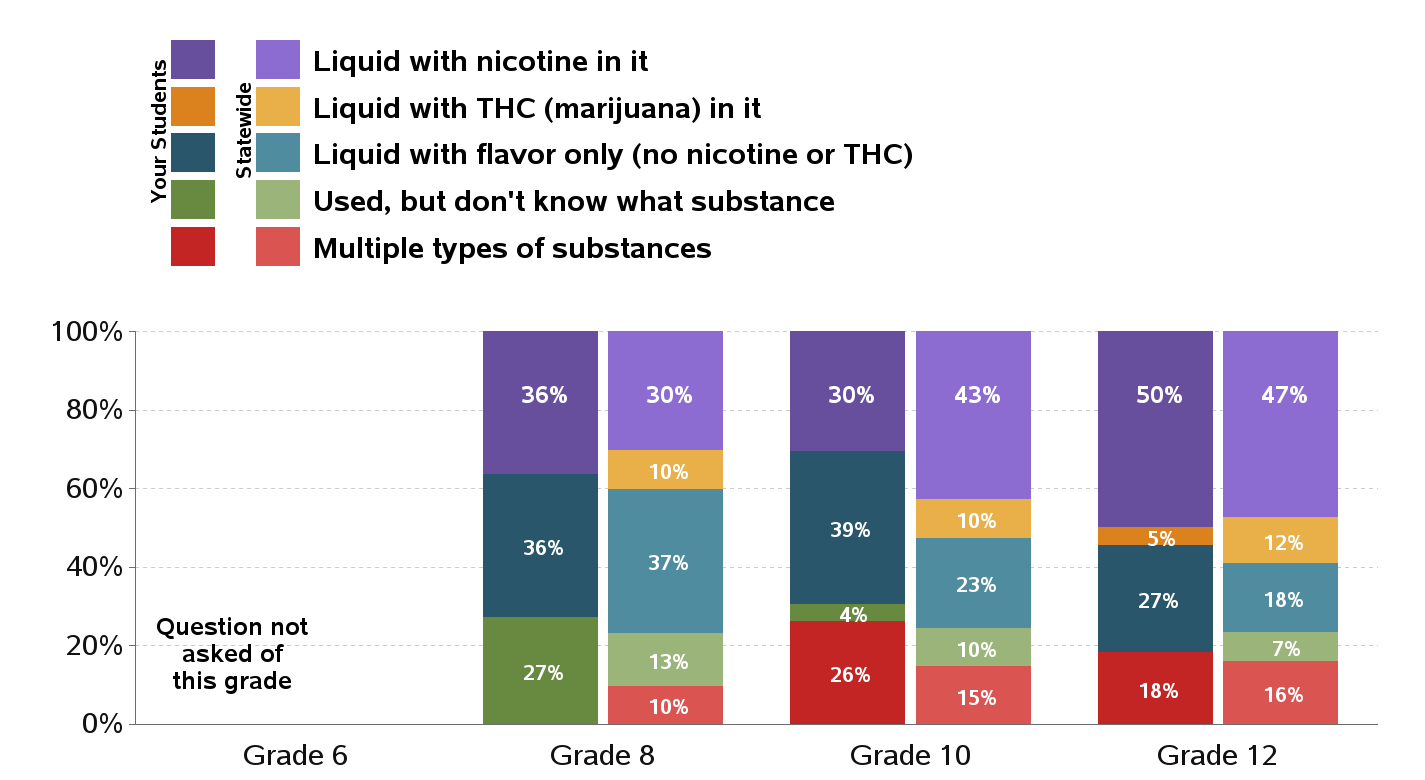 Your Students
Statewide
Liquid with nicotine in it
Liquid with THC (marijuana) in it
Liquid with flavor only (no nicotine or THC)
Used, but don't know what substance
Multiple types of substances
100%
80%
60%
40%
20%
0%
Question not
asked of
this grade
36%
36%
27%
30%
10%
37%
13%
10%
30%
39%
4%
26%
43%
10%
23%
10%
15%
50%
5%
27%
18%
47%
12%
18%
7%
16%
Grade 6
Grade 8
Grade 10
Grade 12